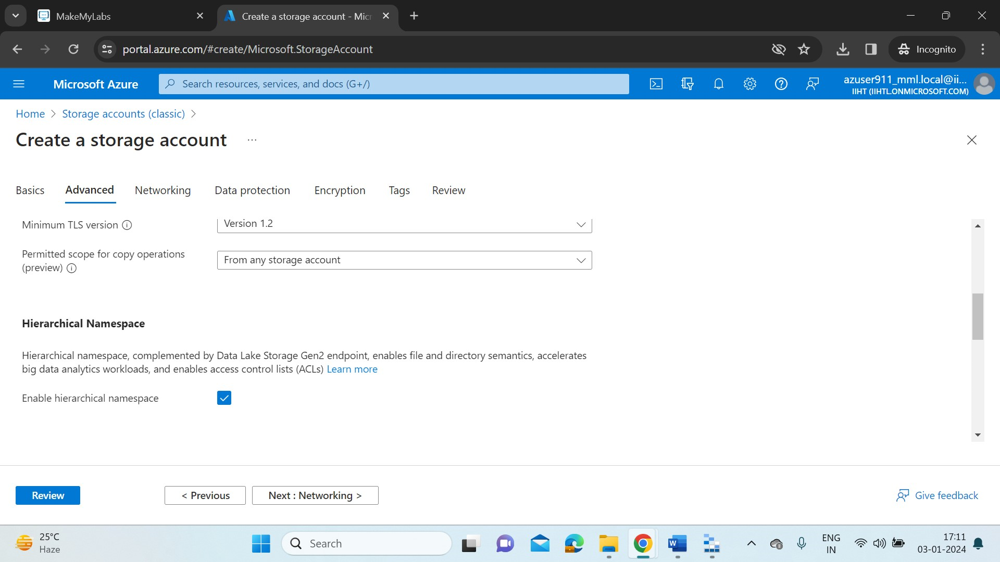 MakeMyLabs
Create a storage account - Micr
portal.azure.com/#create/Microsoft.StorageAccount
Incognito
Microsoft Azure
Search resources, services, and docs (G+/)
azuser911_mml.local@ii...
IIHT (IIHTL.ONMICROSOFT.COM)
Home > Storage accounts (classic) >
Create a storage account ...
Basics Advanced Networking Data protection Encryption Tags Review
Minimum TLS version
Version 1.2
Permitted scope for copy operations
(preview)
From any storage account
Hierarchical Namespace
Hierarchical namespace, complemented by Data Lake Storage Gen2 endpoint, enables file and directory semantics, accelerates
big data analytics workloads, and enables access control lists (ACLs) Learn more
Enable hierarchical namespace
Review
< Previous
Next : Networking >
Give feedback
25°C
Haze
Search
W
ENG
IN
17:11
03-01-2024